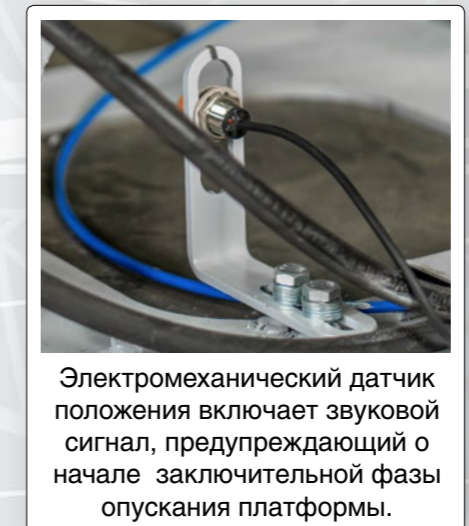 Электромеханический датчик
положения включает звуковой
сигнал, предупреждающий о
начале  заключительной фазы
опускания платформы.